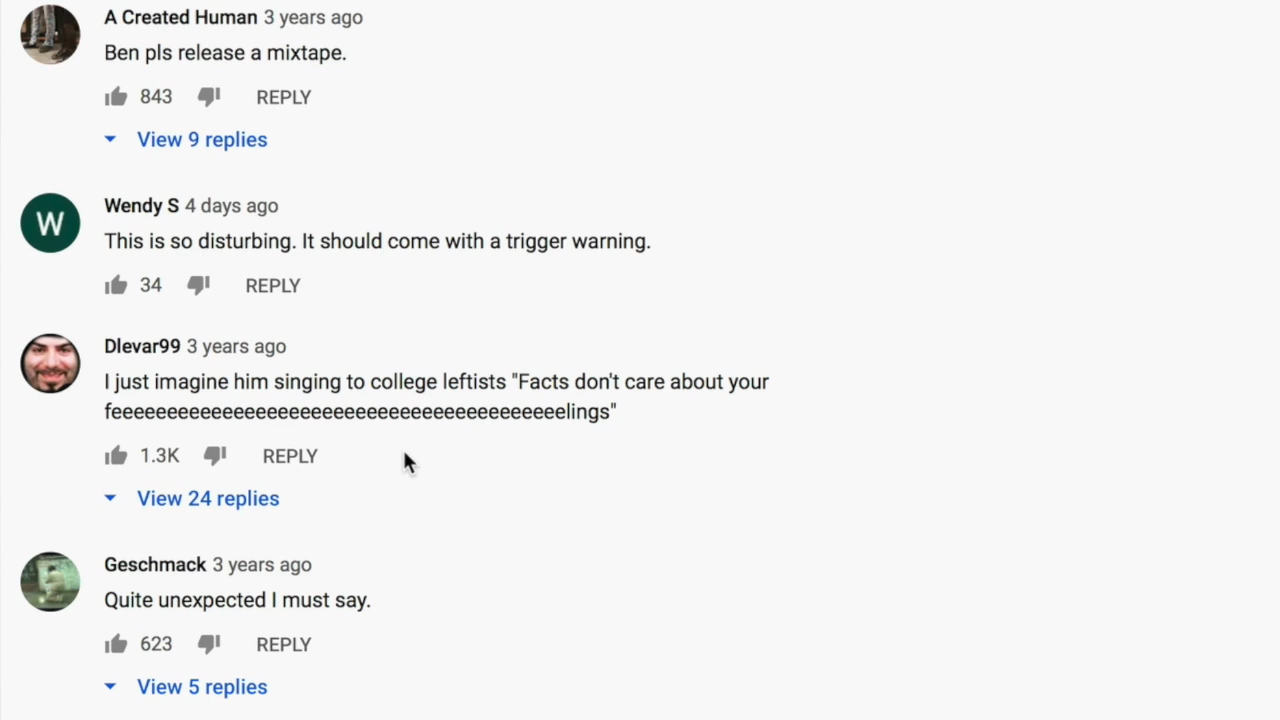 A Created Human 3 years ago
Ben pls release a mixtape.
843 REPLY
View 9 replies
W
Wendy S 4 days ago
This is so disturbing. It should come with a trigger warning.
34 REPLY
Dlevar99 3 years ago
I just imagine him singing to college leftists "Facts don't care about your
feeeeeeeeeeeeeeeeeeeeeeeeeeeeeeeeeeeeeeeeelings"
1.3K REPLY
View 24 replies
Geschmack 3 years ago
Quite unexpected I must say.
623 REPLY
View 5 replies